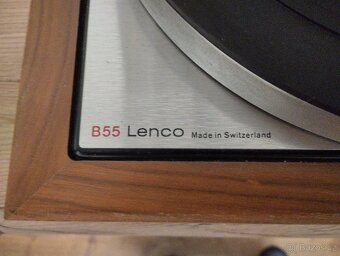 B55 Lenco Made in Switzerland